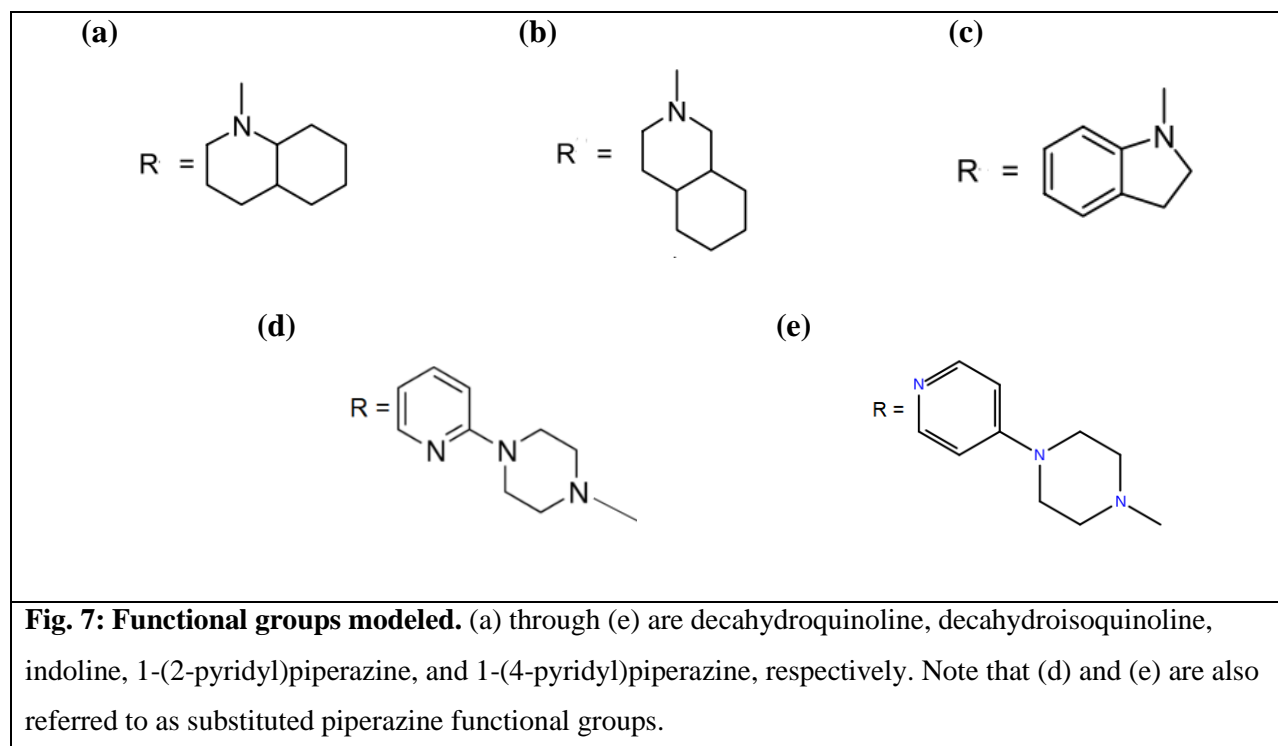 (a) (b) (c)
N
R =
N
R =
N
R =
(d) (e)
R =
N
N
N
N
R =
N
N
Fig. 7: Functional groups modeled. (a) through (e) are decahydroquinoline, decahydroisoquinoline,
indoline, 1-(2-pyridyl)piperazine, and 1-(4-pyridyl)piperazine, respectively. Note that (d) and (e) are also
referred to as substituted piperazine functional groups.